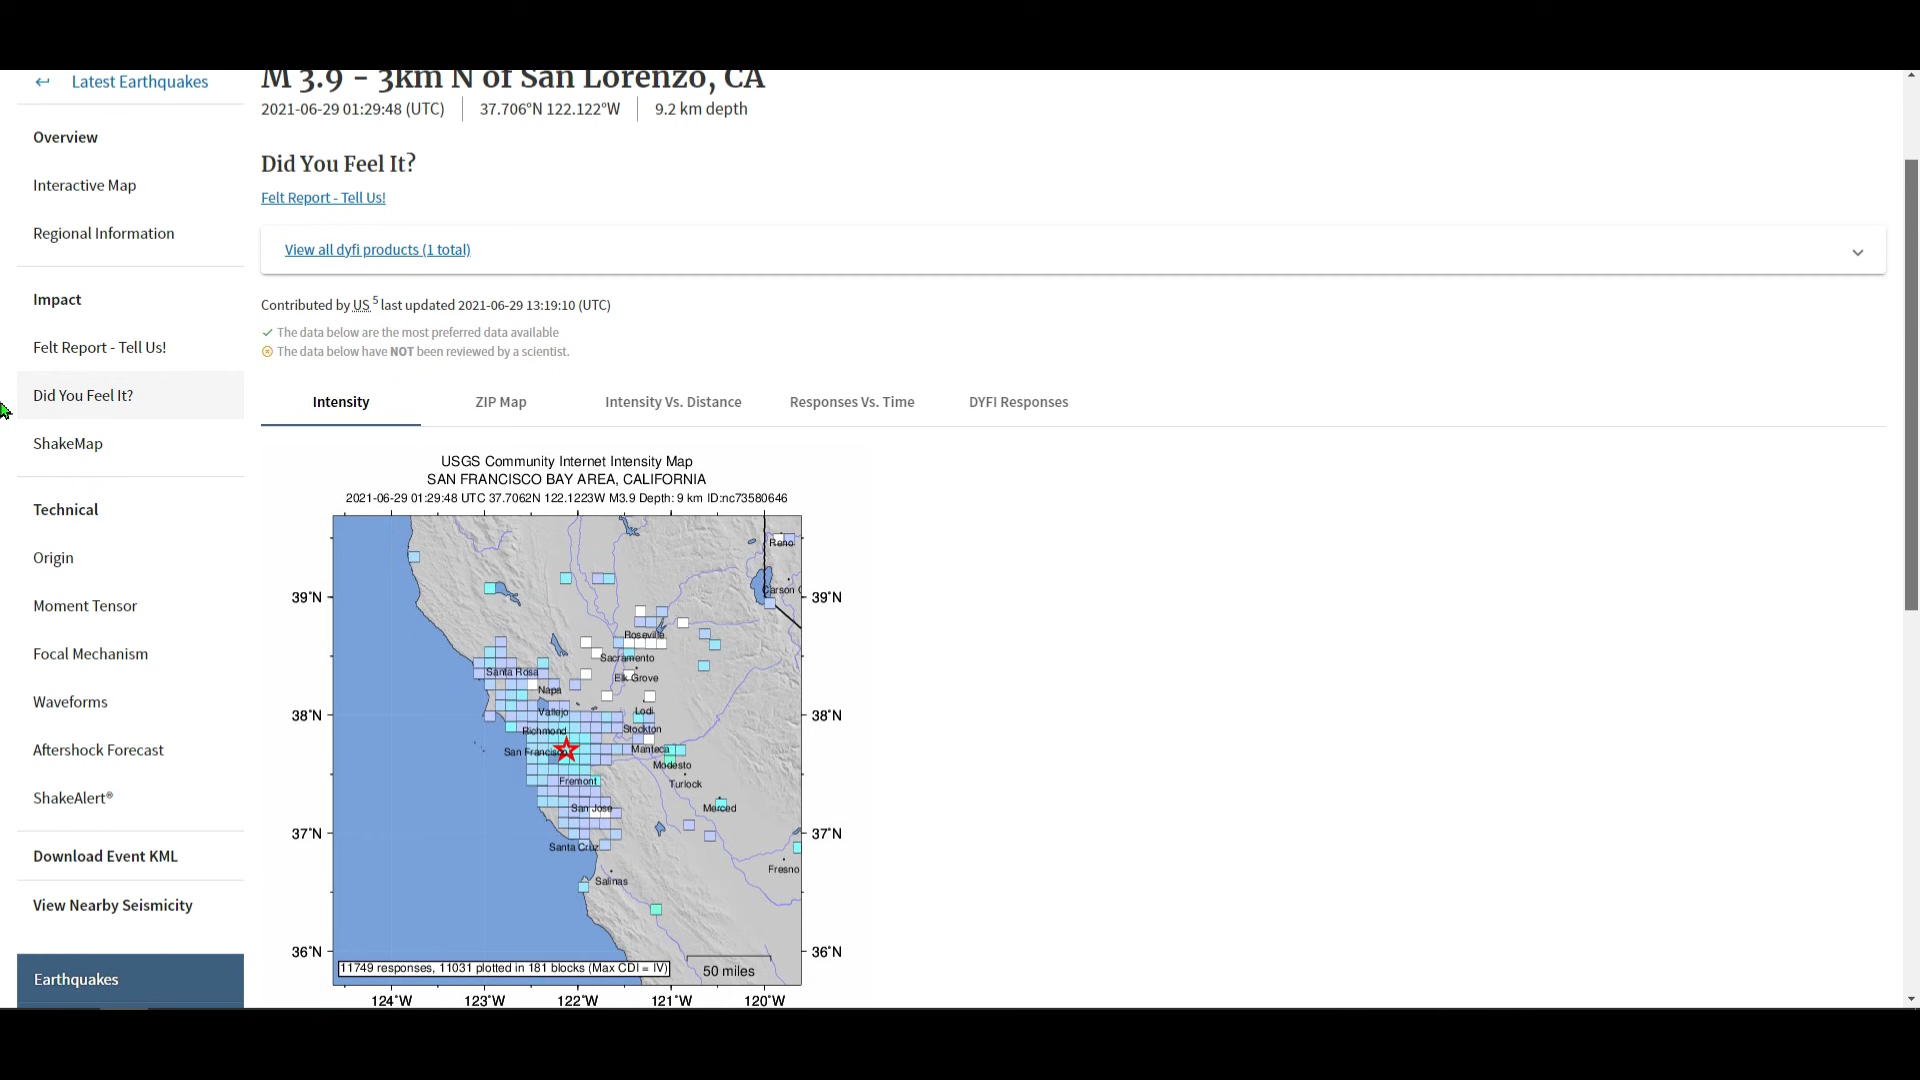 Latest Earthquakes
M 3.9 - 3km N of San Lorenzo, CA
2021-06-29 01:29:48 (UTC) 37.706°N 122.122°W 9.2 km depth
Overview
Interactive Map
Regional Information
Impact
Felt Report - Tell Us!
Did You Feel It?
ShakeMap
Technical
Origin
Moment Tensor
Focal Mechanism
Waveforms
Aftershock Forecast
ShakeAlert®
Download Event KML
View Nearby Seismicity
Earthquakes
Did You Feel It?
Felt Report - Tell Us!
View all dyfi products (1 total)
Contributed by US 5 last updated 2021-06-29 13:19:10 (UTC)
The data below are the most preferred data available
The data below have NOT been reviewed by a scientist.
Intensity ZIP Map Intensity Vs. Distance Responses Vs. Time DYFI Responses
USGS Community Internet Intensity Map
SAN FRANCISCO BAY AREA, CALIFORNIA
2021-06-29 01:29:48 UTC 37.7062N 122.1223W M3.9 Depth: 9 km ID:nc73580646
Reno
Carson
39°N 39°N
Roseville
Sacramento
Santa Rosa
Elk Grove
Napa
Vallejo Lodi
38°N 38°N
Richmond Stockton
San Francisco Manteca
Modesto
Fremont Turlock
San Jose Merced
37°N 37°N
Santa Cruz
Fresno
Salinas
36°N 36°N
11749 responses, 11031 plotted in 181 blocks (Max CDI = IV)
50 miles
124°W 123°W 122°W 121°W 120°W